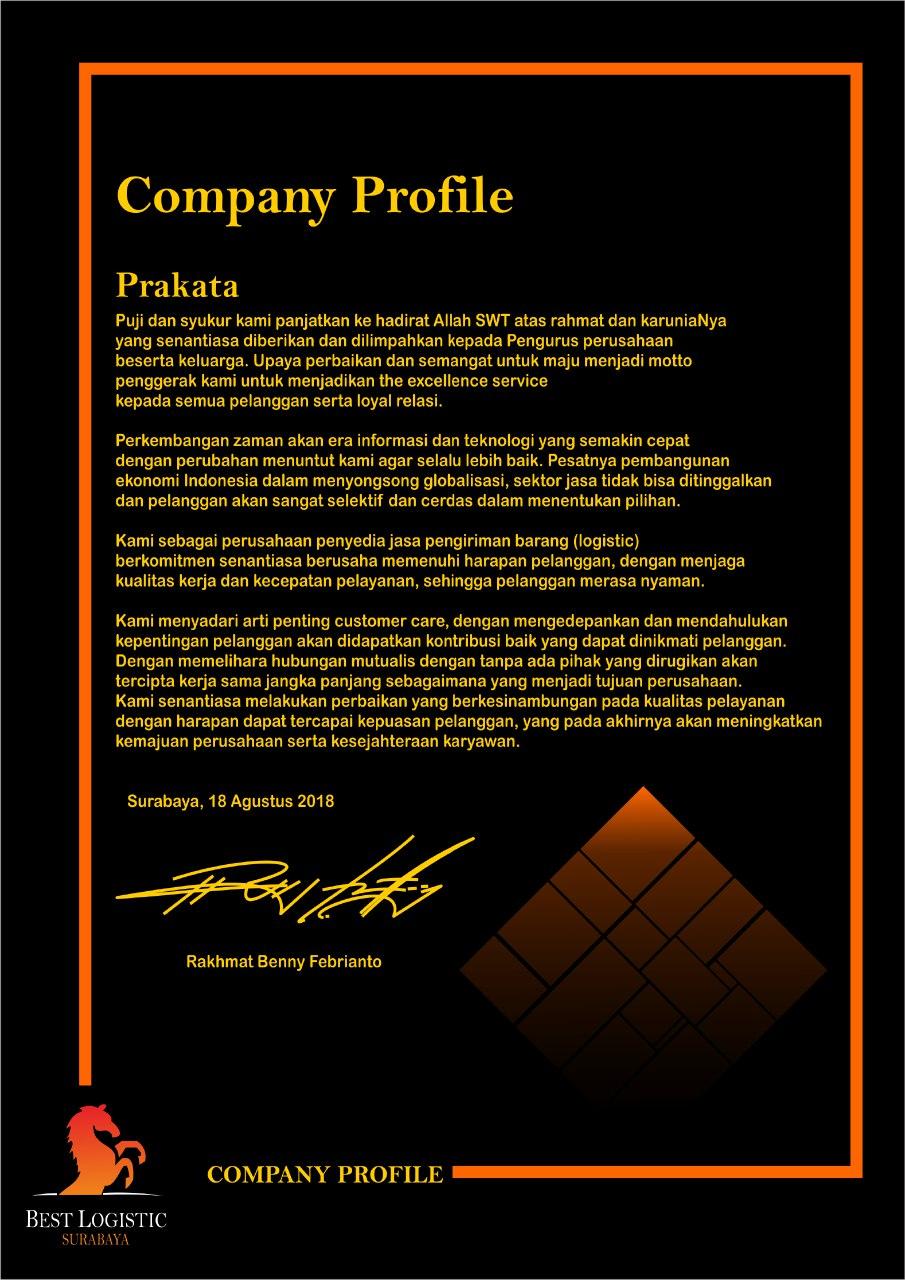 Company Profile
Prakata
Puji dan syukur kami panjatkan ke hadirat Allah SWT atas rahmat dan karuniaNya
yang senantiasa diberikan dan dilimpahkan kepada Pengurus perusahaan
beserta keluarga. Upaya perbaikan dan semangat untuk maju menjadi motto
penggerak kami untuk menjadikan the excellence service
kepada semua pelanggan serta loyal relasi.
Perkembangan zaman akan era informasi dan teknologi yang semakin cepat
dengan perubahan menuntut kami agar selalu lebih baik. Pesatnya pembangunan
ekonomi Indonesia dalam menyongsong globalisasi, sektor jasa tidak bisa ditinggalkan
dan pelanggan akan sangat selektif dan cerdas dalam menentukan pilihan.
Kami sebagai perusahaan penyedia jasa pengiriman barang (logistic)
berkomitmen senantiasa berusaha memenuhi harapan pelanggan, dengan menjaga
kualitas kerja dan kecepatan pelayanan, sehingga pelanggan merasa nyaman.
Kami menyadari arti penting customer care, dengan mengedepankan dan mendahulukan
kepentingan pelanggan akan didapatkan kontribusi baik yang dapat dinikmati pelanggan.
Dengan memelihara hubungan mutualis dengan tanpa ada pihak yang dirugikan akan
tercipta kerja sama jangka panjang sebagaimana yang menjadi tujuan perusahaan.
Kami senantiasa melakukan perbaikan yang berkesinambungan pada kualitas pelayanan
dengan harapan dapat tercapai kepuasan pelanggan, yang pada akhirnya akan meningkatkan
kemajuan perusahaan serta kesejahteraan karyawan.
Surabaya, 18 Agustus 2018
Rakhmat Benny Febrianto
COMPANY PROFILE
BEST LOGISTIC
SURABAYA